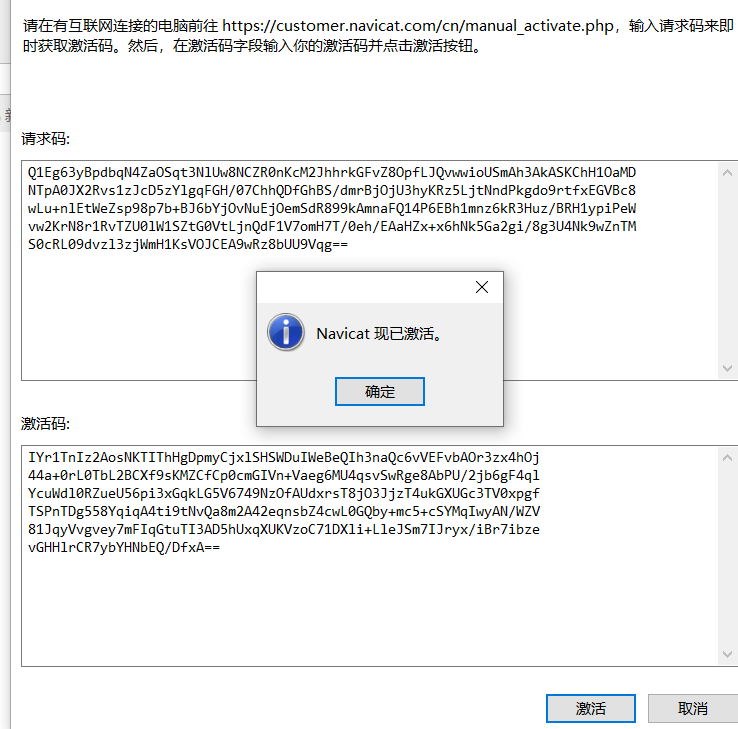 请在有互联网连接的电脑前往 https://customer.navicat.com/cn/manual_activate.php，输入请求码来即
时获取激活码。然后，在激活码字段输入你的激活码并点击激活按钮。
请求码:
Q1Eg63yBpdbqN4ZaOSqt3NlUw8NCZR0nKcM2JhhrkGFvZ8OpfLJQvwwioUSmAh3AkASKChH1OaMD
NTpA0JX2Rvs1zJcD5zYlgqFGH/07ChhQDfGhBS/dmrBjOjU3hyKRz5LjtNndPkgdo9rtfxEGVBc8
wLu+nlEtWeZsp98p7b+BJ6bYjOvNuEjOemSdR899kAmnaFQ14P6EBh1mnz6kR3Huz/BRH1ypiPeW
vw2KrN8r1RvTZU0lW1SZtG0VtLjnQdF1V7omH7T/0eh/EAaHZx+x6hNk5Ga2gi/8g3U4Nk9wZnTM
S0cRL09dvzl3zjWmH1KsVOJCEA9wRz8bUU9Vqg==
Navicat 现已激活。
确定
激活码:
IYr1TnIz2AosNKTIThHgDpmyCjxlSHSWDuIWeBeQIh3naQc6vVEFvbAOr3zx4hOj
44a+0rL0TbL2BCXf9sKMZCfCp0cmGIVn+Vaeg6MU4qsvSwRge8AbPU/2jb6gF4ql
YcuWdl0RZueU56pi3xGqkLG5V6749NzOfAUdxrsT8jO3JjzT4ukGXUGc3TV0xpgf
TSPnTDg558YqiqA4ti9tNvQa8m2A42eqnsbZ4cwL0GQby+mc5+cSYMqIwyAN/WZV
81JqyVvgvey7mFIqGtuTI3AD5hUxqXUKVzoC71DXli+LleJSm7IJryx/iBr7ibze
vGHHlrCR7ybYHNbEQ/DfxA==
激活
取消